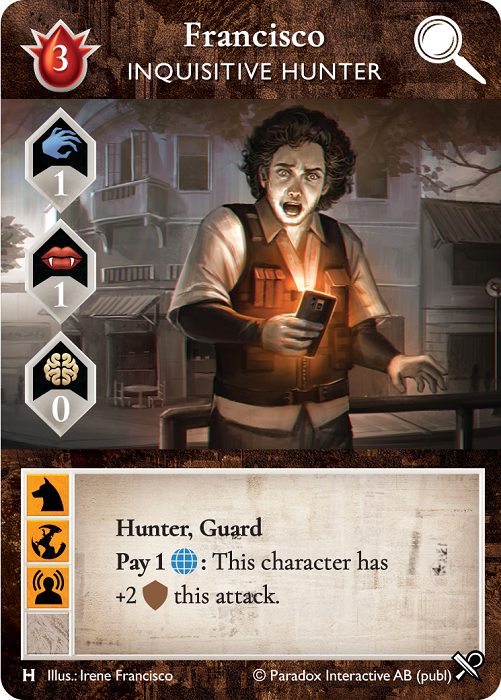 3
Francisco
INQUISITIVE HUNTER
1
1
0
Hunter, Guard
Pay 1 : This character has
+2 this attack.
H Illus.: Irene Francisco © Paradox Interactive AB (publ)